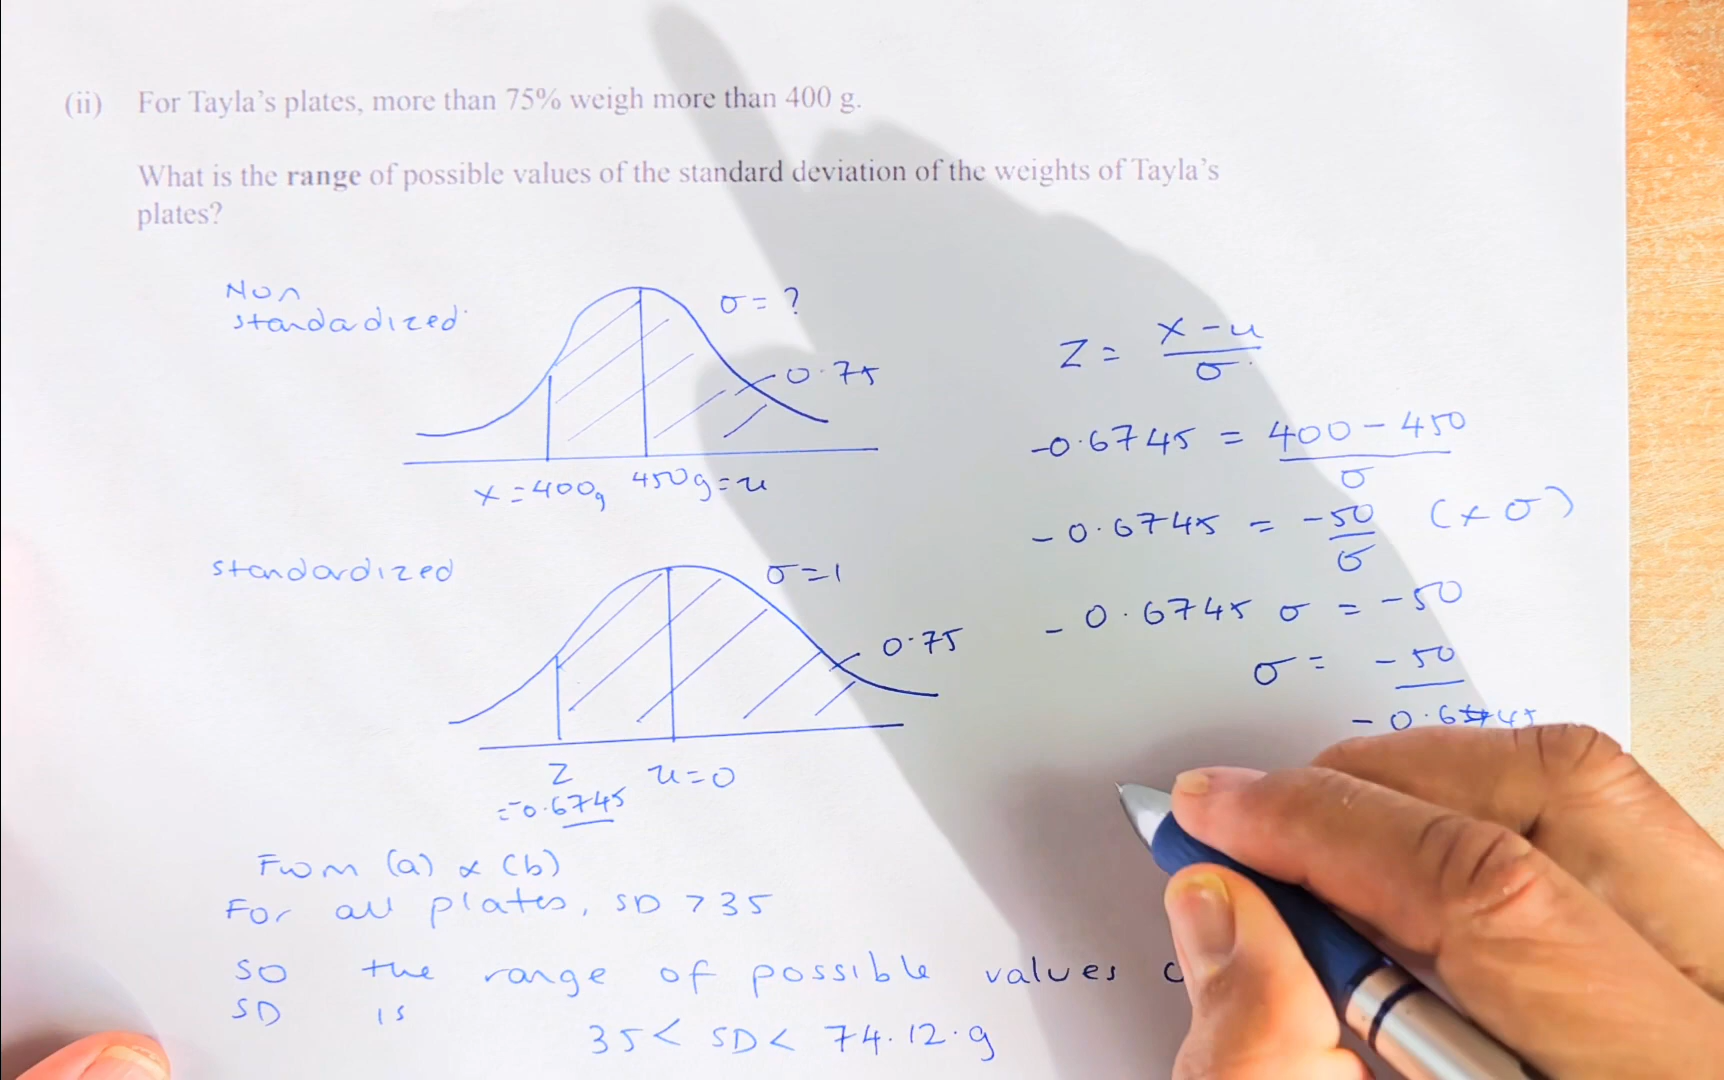 (ii) For Tayla's plates, more than 75% weigh more than 400 g.
What is the range of possible values of the standard deviation of the weights of Tayla's
plates?
Non
standadized
σ = ?
0.75
x = 400g 450g = u
Z = x - u / σ
-0.6745 = 400 - 450 / σ
-0.6745 = -50 / σ (x σ)
-0.6745 σ = -50
σ = -50 /
-0.6745
standardized
σ = 1
0.75
Z u = 0
= -0.6745
From (a) & (b)
For all plates, SD > 35
so the range of possible values
SD is
35 < SD < 74.12.g